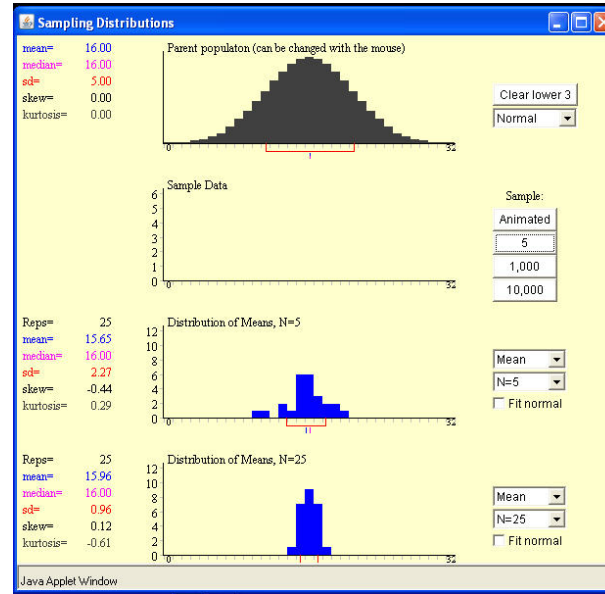 Sampling Distributions
mean= 16.00
median= 16.00
sd= 5.00
skew= 0.00
kurtosis= 0.00
Parent populaton (can be changed with the mouse)
0 32
Clear lower 3
Normal
Sample Data
6
5
4
3
2
1
0
0 32
Sample:
Animated
5
1,000
10,000
Reps= 25
mean= 15.65
median= 16.00
sd= 2.27
skew= -0.44
kurtosis= 0.29
Distribution of Means, N=5
12
10
8
6
4
2
0
0 32
Mean
N=5
Fit normal
Reps= 25
mean= 15.96
median= 16.00
sd= 0.96
skew= 0.12
kurtosis= -0.61
Distribution of Means, N=25
12
10
8
6
4
2
0
0 32
Mean
N=25
Fit normal
Java Applet Window